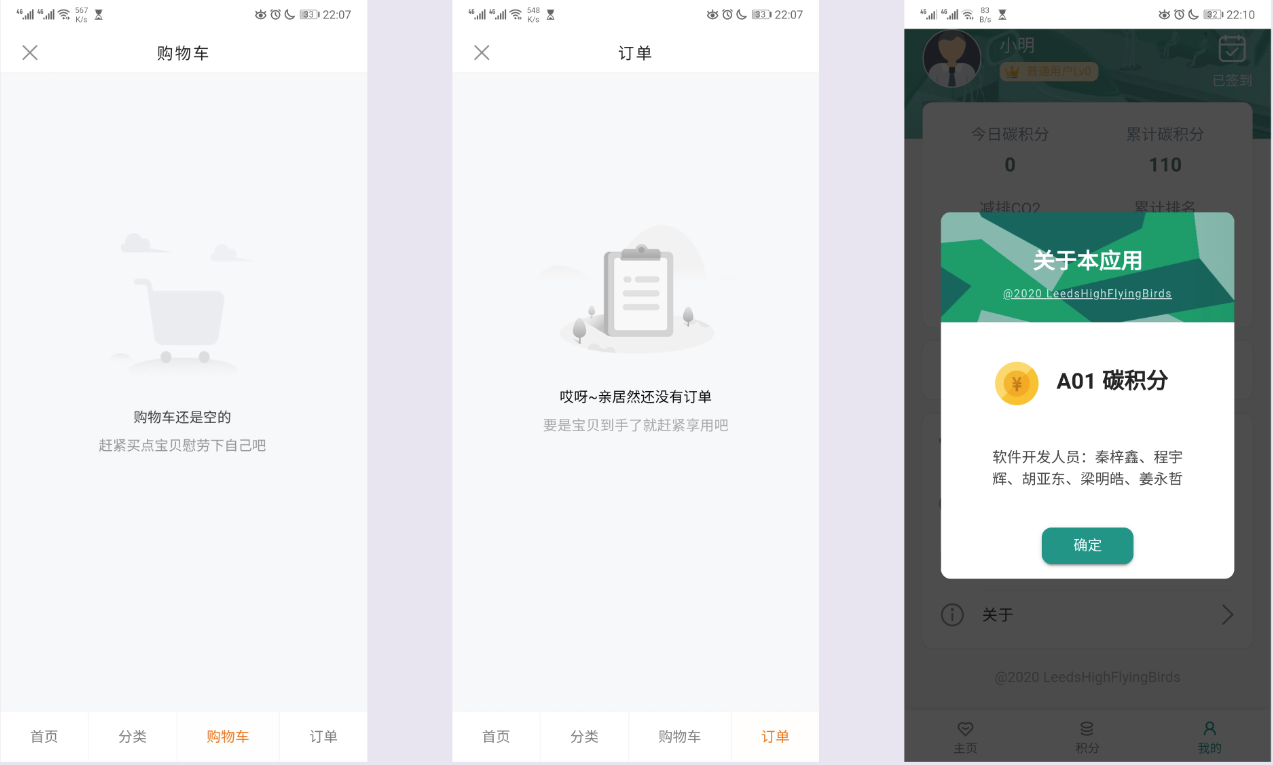 4G 4G 567 K/s 83 22:07
购物车
购物车还是空的
赶紧买点宝贝慰劳下自己吧
首页 分类 购物车 订单
4G 4G 548 K/s 83 22:07
订单
哎呀~亲居然还没有订单
要是宝贝到手了就赶紧享用吧
首页 分类 购物车 订单
4G 4G 83 B/s 82 22:10
小明
普通用户Lv0
已签到
今日碳积分 累计碳积分
0 110
减排CO2 累计排名
关于本应用
@2020 LeedsHighFlyingBirds
A01 碳积分
软件开发人员：秦梓鑫、程宇
辉、胡亚东、梁明皓、姜永哲
确定
关于
@2020 LeedsHighFlyingBirds
主页 积分 我的